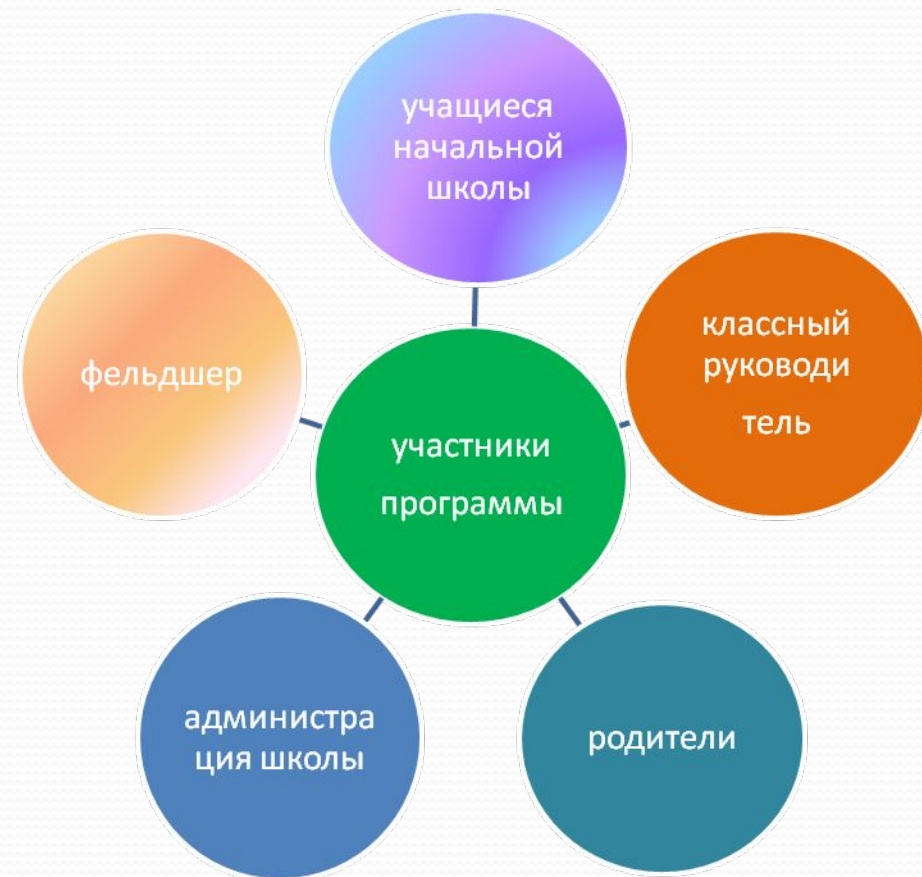 учащиеся
начальной
школы
классный
руководи
тель
фельдшер
участники
программы
администра
ция школы
родители